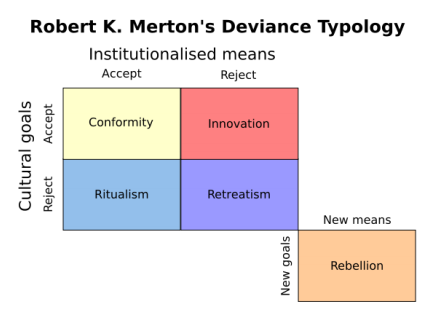 Robert K. Merton's Deviance Typology
Institutionalised means
Accept Reject
Cultural goals
Accept
Conformity Innovation
Reject
Ritualism Retreatism
New means
New goals
Rebellion